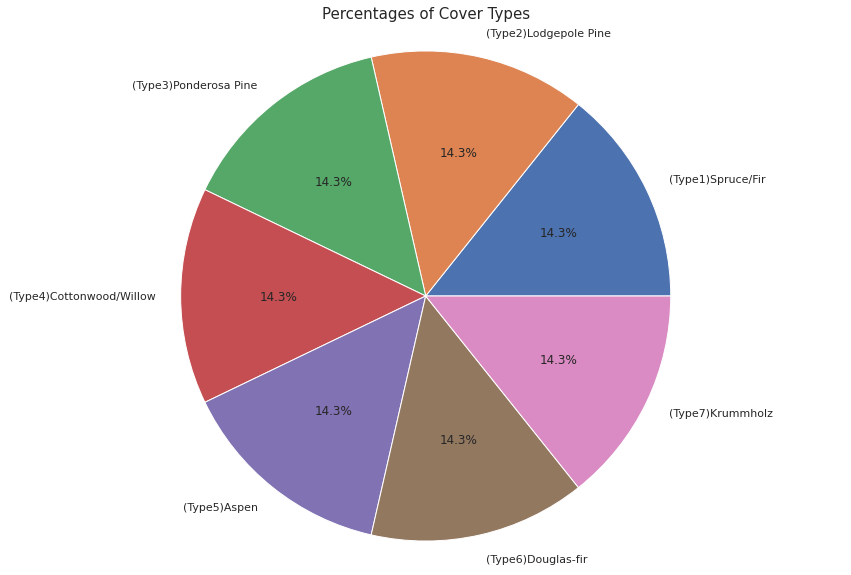 Percentages of Cover Types
(Type2)Lodgepole Pine
(Type3)Ponderosa Pine
14.3%
(Type1)Spruce/Fir
14.3%
14.3%
(Type4)Cottonwood/Willow
14.3%
14.3%
(Type7)Krummholz
14.3%
14.3%
(Type5)Aspen
(Type6)Douglas-fir